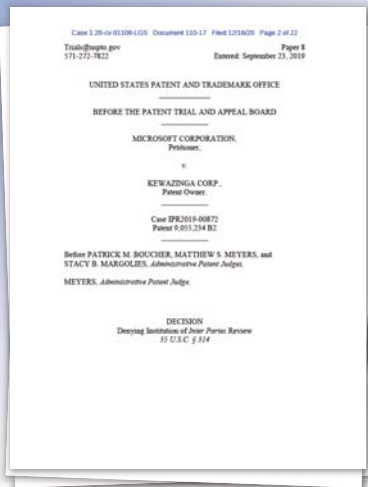 Case 1:20-cv-01106-LGS Document 110-17 Filed 12/16/20 Page 2 of 22
Trials@uspto.gov Paper 8
571-272-7822 Entered: September 23, 2019
UNITED STATES PATENT AND TRADEMARK OFFICE
BEFORE THE PATENT TRIAL AND APPEAL BOARD
MICROSOFT CORPORATION,
Petitioner,
v.
KEWAZINGA CORP.,
Patent Owner.
Case IPR2019-00872
Patent 9,055,234 B2
Before PATRICK M. BOUCHER, MATTHEW S. MEYERS, and
STACY B. MARGOLIES, Administrative Patent Judges.
MEYERS, Administrative Patent Judge.
DECISION
Denying Institution of Inter Partes Review
35 U.S.C. § 314